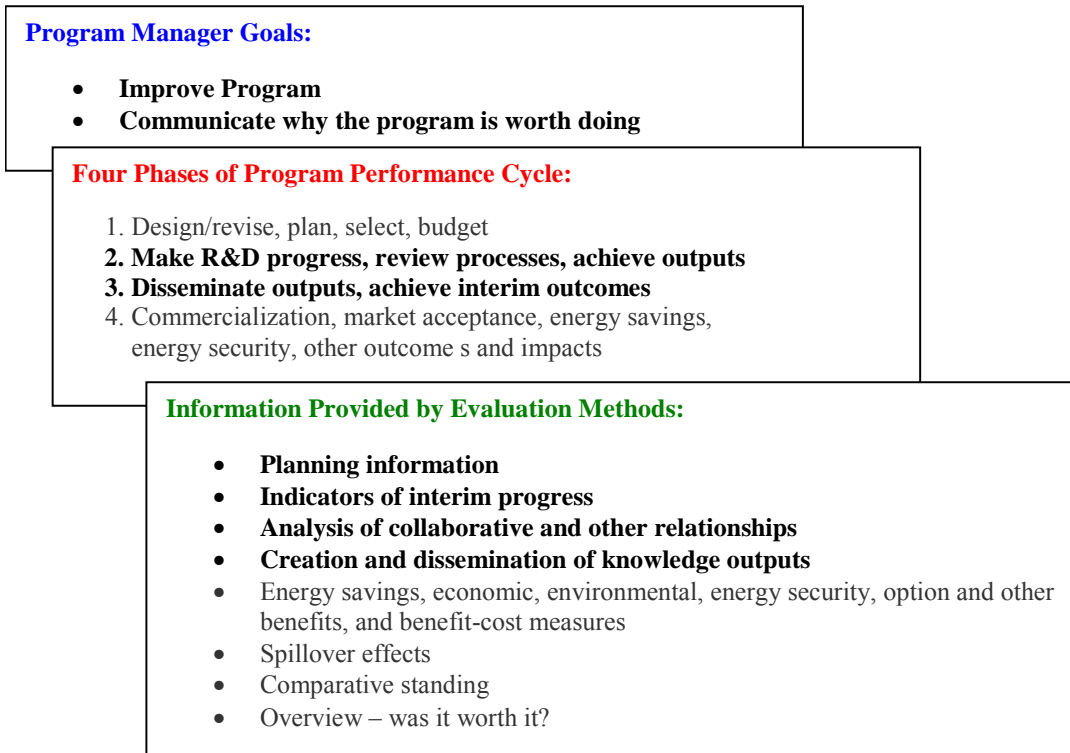 Program Manager Goals:
• Improve Program
• Communicate why the program is worth doing
Four Phases of Program Performance Cycle:
1. Design/revise, plan, select, budget
2. Make R&D progress, review processes, achieve outputs
3. Disseminate outputs, achieve interim outcomes
4. Commercialization, market acceptance, energy savings,
energy security, other outcome s and impacts
Information Provided by Evaluation Methods:
• Planning information
• Indicators of interim progress
• Analysis of collaborative and other relationships
• Creation and dissemination of knowledge outputs
• Energy savings, economic, environmental, energy security, option and other
benefits, and benefit-cost measures
• Spillover effects
• Comparative standing
• Overview – was it worth it?